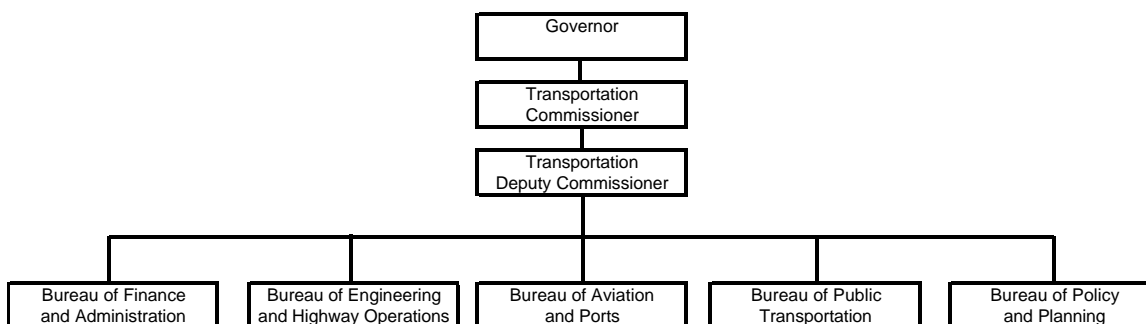 Governor
Transportation
Commissioner
Transportation
Deputy Commissioner
Bureau of Finance
and Administration
Bureau of Engineering
and Highway Operations
Bureau of Aviation
and Ports
Bureau of Public
Transportation
Bureau of Policy
and Planning